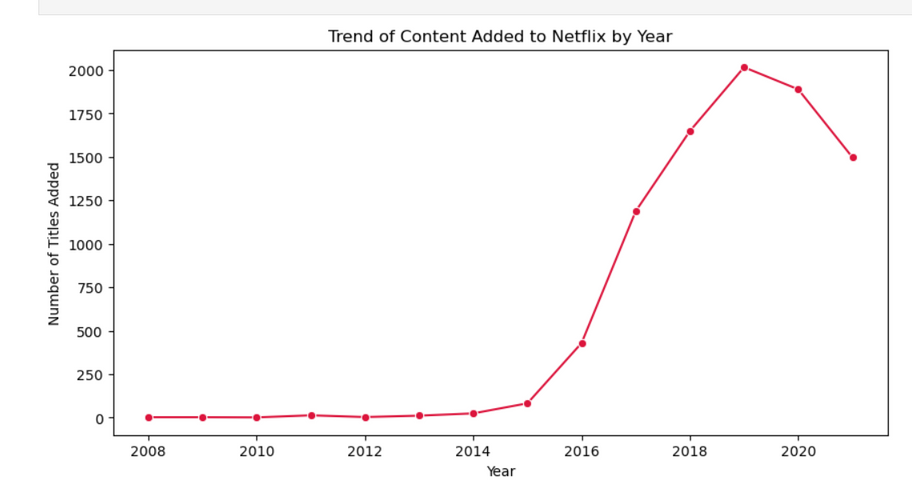 Trend of Content Added to Netflix by Year
2000
1750
1500
1250
1000
750
500
250
0
Number of Titles Added
2008 2010 2012 2014 2016 2018 2020
Year